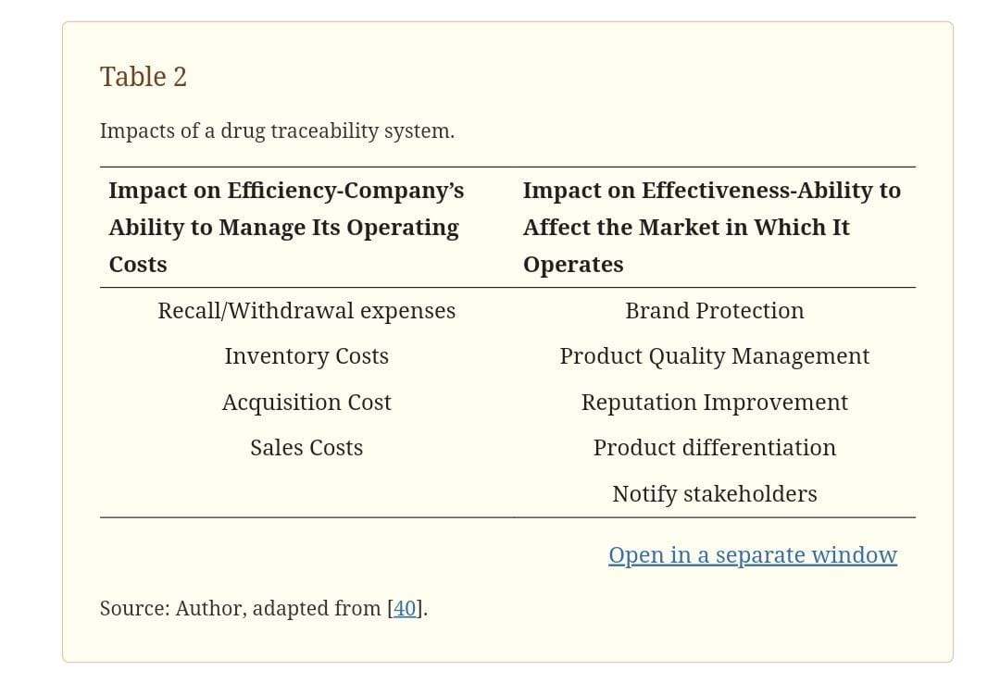 Table 2
Impacts of a drug traceability system.
Impact on Efficiency-Company’s
Ability to Manage Its Operating
Costs
Impact on Effectiveness-Ability to
Affect the Market in Which It
Operates
Recall/Withdrawal expenses
Brand Protection
Inventory Costs
Product Quality Management
Acquisition Cost
Reputation Improvement
Sales Costs
Product differentiation
Notify stakeholders
Open in a separate window
Source: Author, adapted from [40].